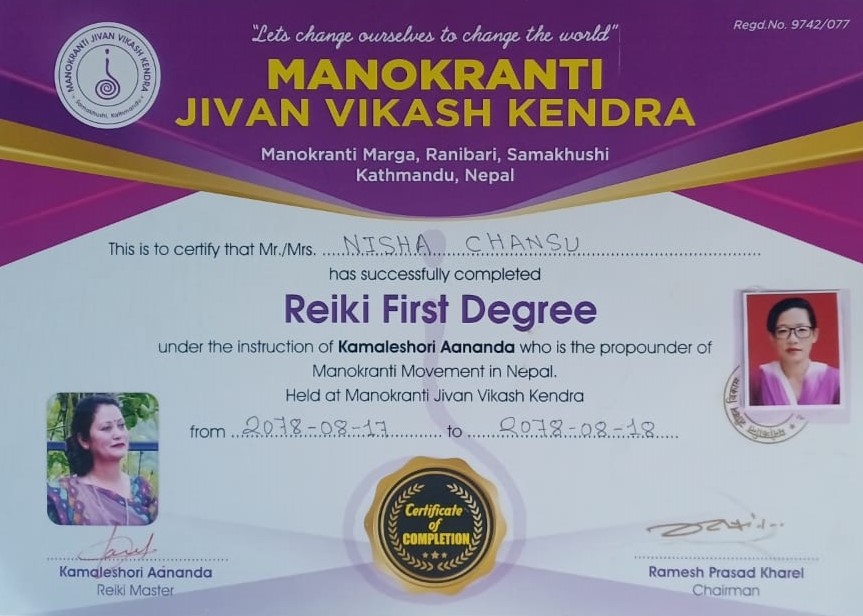 "Lets change ourselves to change the world"
Regd.No. 9742/077
MANOKRANTI JIVAN VIKASH KENDRA
Samakhushi, Kathmandu
MANOKRANTI
JIVAN VIKASH KENDRA
Manokranti Marga, Ranibari, Samakhushi
Kathmandu, Nepal
This is to certify that Mr./Mrs. NISHA CHANSU
has successfully completed
Reiki First Degree
under the instruction of Kamaleshori Aananda who is the propounder of
Manokranti Movement in Nepal.
Held at Manokranti Jivan Vikash Kendra
from 2078-08-17 to 2078-08-18
Certificate
of
COMPLETION
Kamaleshori Aananda
Reiki Master
Ramesh Prasad Kharel
Chairman